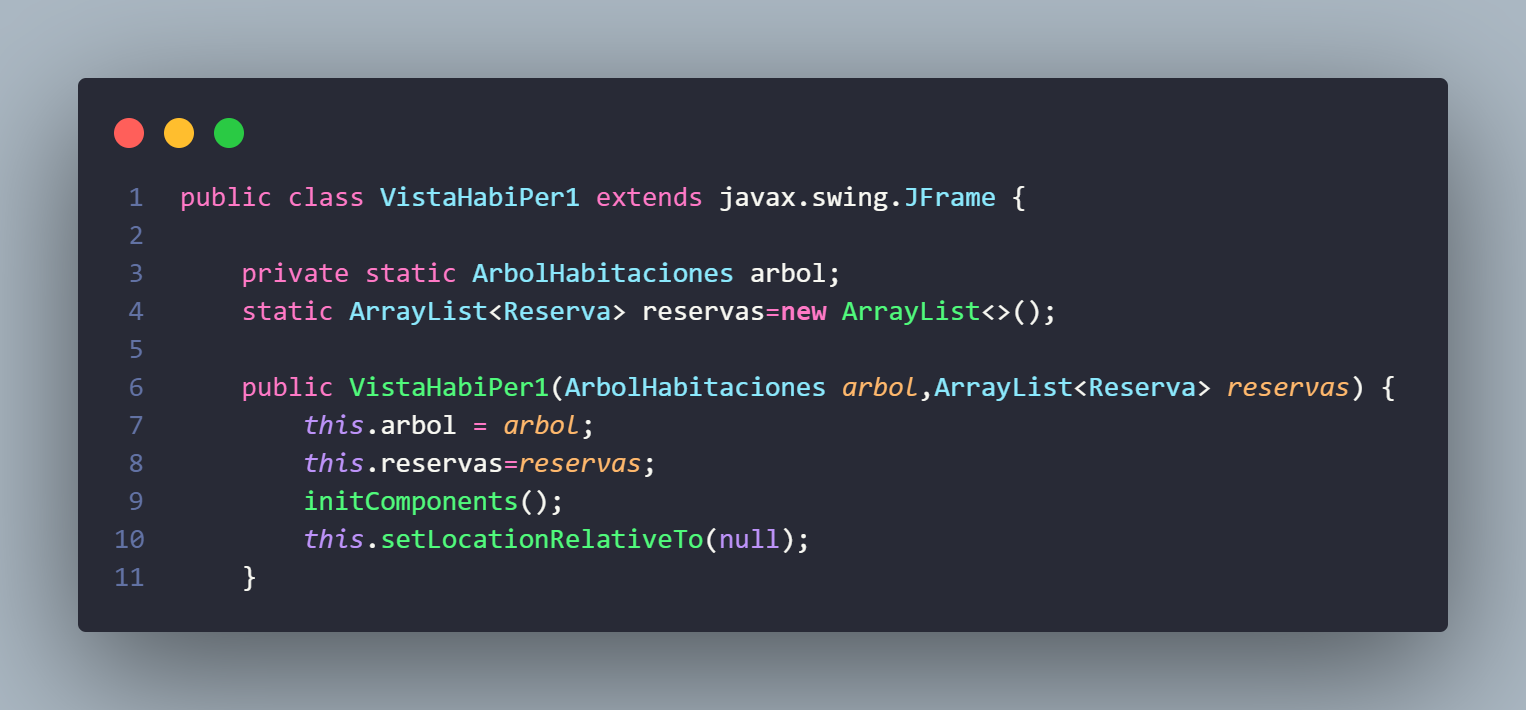 1 public class VistaHabiPer1 extends javax.swing.JFrame {
2
3     private static ArbolHabitaciones arbol;
4     static ArrayList<Reserva> reservas=new ArrayList<>();
5
6     public VistaHabiPer1(ArbolHabitaciones arbol,ArrayList<Reserva> reservas) {
7         this.arbol = arbol;
8         this.reservas=reservas;
9         initComponents();
10         this.setLocationRelativeTo(null);
11     }